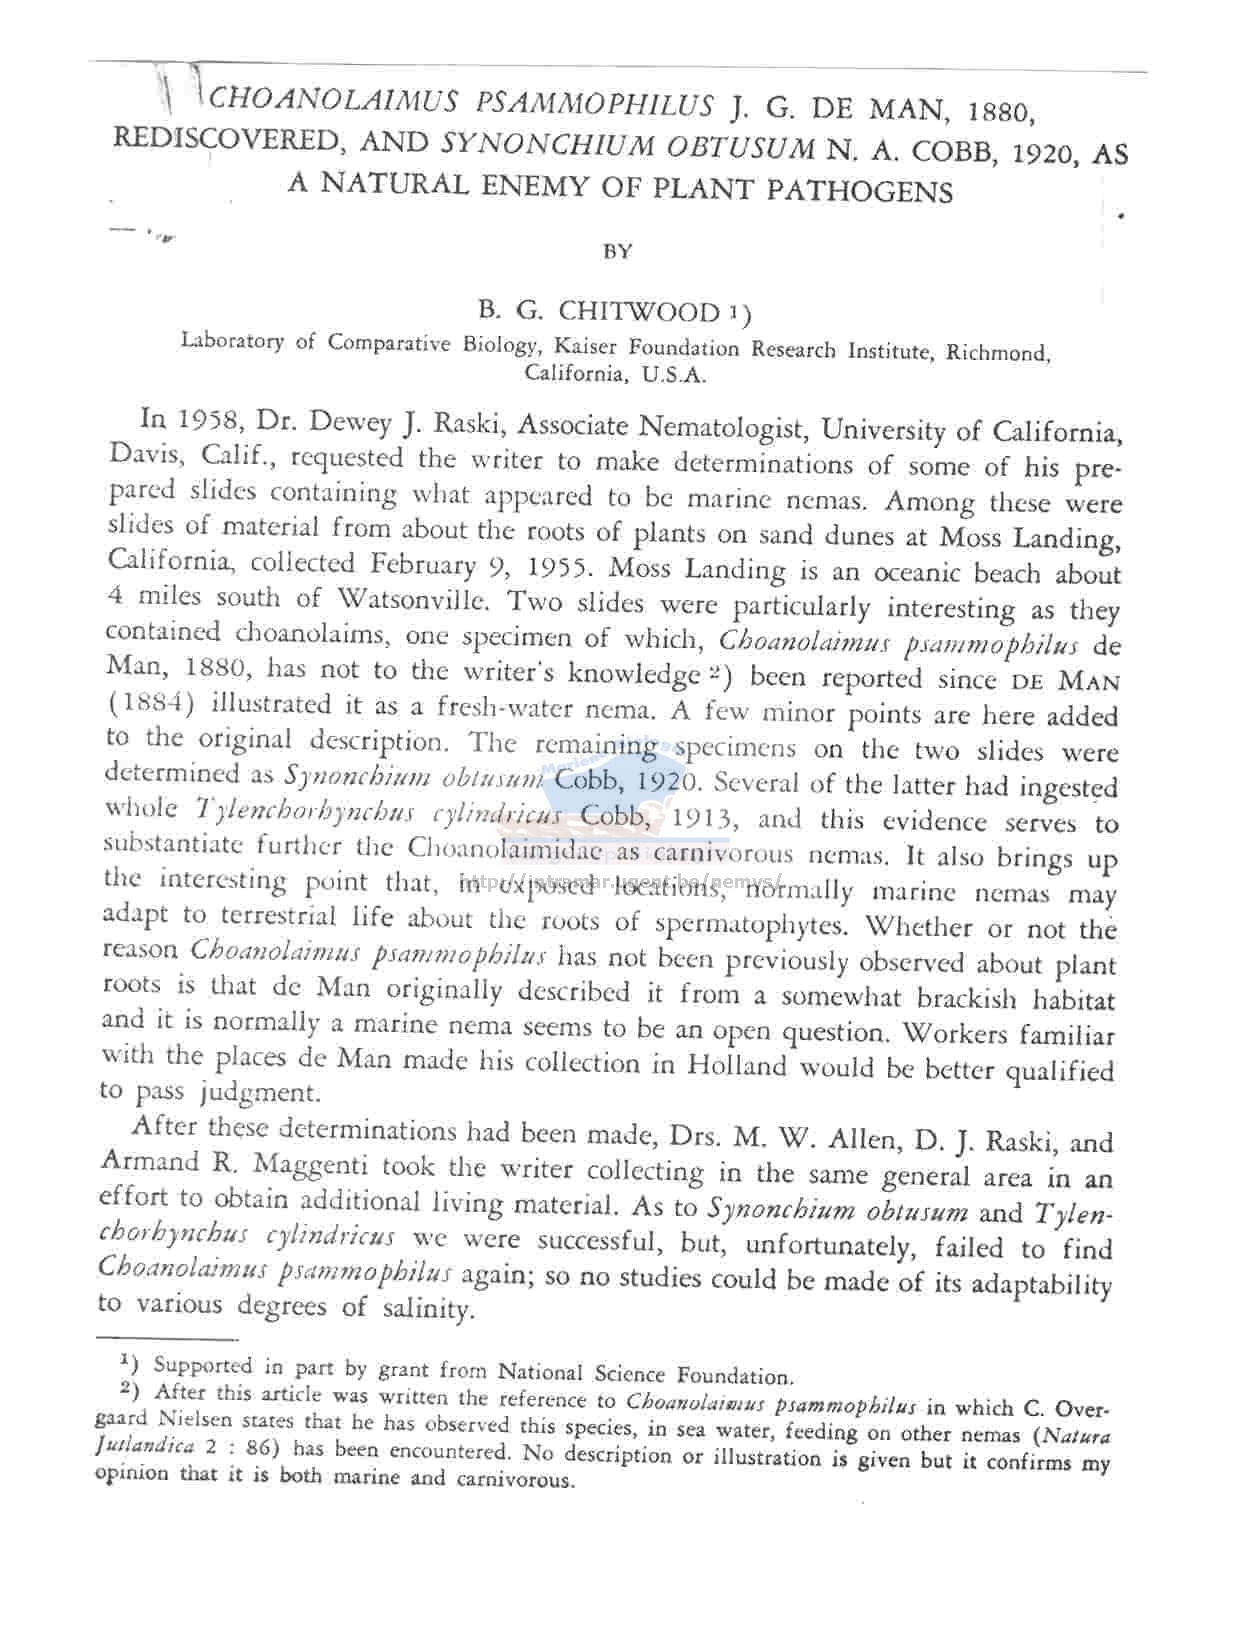 CHOANOLAIMUS PSAMMOPHILUS J. G. DE MAN, 1880,
REDISCOVERED, AND SYNONCHIUM OBTUSUM N. A. COBB, 1920, AS
A NATURAL ENEMY OF PLANT PATHOGENS
BY
B. G. CHITWOOD 1)
Laboratory of Comparative Biology, Kaiser Foundation Research Institute, Richmond,
California, U.S.A.
In 1958, Dr. Dewey J. Raski, Associate Nematologist, University of California,
Davis, Calif., requested the writer to make determinations of some of his pre-
pared slides containing what appeared to be marine nemas. Among these were
slides of material from about the roots of plants on sand dunes at Moss Landing,
California, collected February 9, 1955. Moss Landing is an oceanic beach about
4 miles south of Watsonville. Two slides were particularly interesting as they
contained choanolaims, one specimen of which, Choanolaimus psammophilus de
Man, 1880, has not to the writer's knowledge 2) been reported since DE MAN
(1884) illustrated it as a fresh-water nema. A few minor points are here added
to the original description. The remaining specimens on the two slides were
determined as Synonchium obtusum Cobb, 1920. Several of the latter had ingested
whole Tylenchorhynchus cylindricus Cobb, 1913, and this evidence serves to
substantiate further the Choanolaimidae as carnivorous nemas. It also brings up
the interesting point that, in exposed locations, normally marine nemas may
http://intramar.ugent.be/nemys/
adapt to terrestrial life about the roots of spermatophytes. Whether or not the
reason Choanolaimus psammophilus has not been previously observed about plant
roots is that de Man originally described it from a somewhat brackish habitat
and it is normally a marine nema seems to be an open question. Workers familiar
with the places de Man made his collection in Holland would be better qualified
to pass judgment.
After these determinations had been made, Drs. M. W. Allen, D. J. Raski, and
Armand R. Maggenti took the writer collecting in the same general area in an
effort to obtain additional living material. As to Synonchium obtusum and Tylen-
chorhynchus cylindricus we were successful, but, unfortunately, failed to find
Choanolaimus psammophilus again; so no studies could be made of its adaptability
to various degrees of salinity.
1) Supported in part by grant from National Science Foundation.
2) After this article was written the reference to Choanolaimus psammophilus in which C. Over-
gaard Nielsen states that he has observed this species, in sea water, feeding on other nemas (Natura
Jutlandica 2 : 86) has been encountered. No description or illustration is given but it confirms my
opinion that it is both marine and carnivorous.